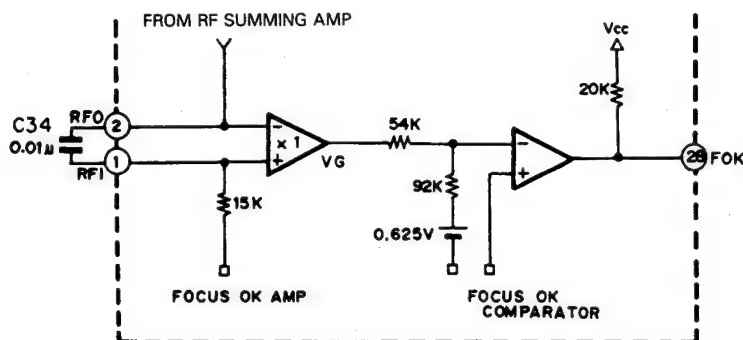 FROM RF SUMMING AMP
Vcc
20K
C34
0.01µ
RFO
2
1
RFI
−
× 1
+
VG
54K
−
+
28
FOK
92K
15K
0.625V
FOCUS OK AMP
FOCUS OK
COMPARATOR